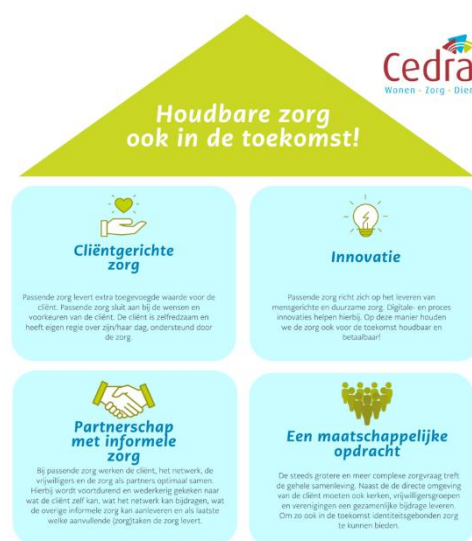 Cedra
Wonen - Zorg - Dien
Houdbare zorg
ook in de toekomst!
Cliëntgerichte
zorg
Passende zorg levert extra toegevoegde waarde voor de
cliënt. Passende zorg sluit aan bij de wensen en
voorkeuren van de cliënt. De cliënt is zelfredzaam en
heeft eigen regie over zijn/haar dag, ondersteund door
de zorg.
Innovatie
Passende zorg richt zich op het leveren van
mensgerichte en duurzame zorg. Digitale- en proces
innovaties helpen hierbij. Op deze manier houden
we de zorg ook voor de toekomst houdbaar en
betaalbaar!
Partnerschap
met informele
zorg
Bij passende zorg werken de cliënt, het netwerk, de
vrijwilligers en de zorg als partners optimaal samen.
Hierbij wordt voortdurend en wederkerig gekeken naar
wat de cliënt zelf kan, wat het netwerk kan bijdragen, wat
de overige informele zorg kan aanleveren en als laatste
welke aanvullende (zorg)taken de zorg levert.
Een maatschappelijke
opdracht
De steeds grotere en meer complexe zorgvraag treft
de gehele samenleving. Naast de de directe omgeving
van de cliënt moeten ook kerken, vrijwilligersgroepen
en verenigingen een gezamenlijke bijdrage leveren.
Om zo ook in de toekomst identiteitsgebonden zorg
te kunnen bieden.